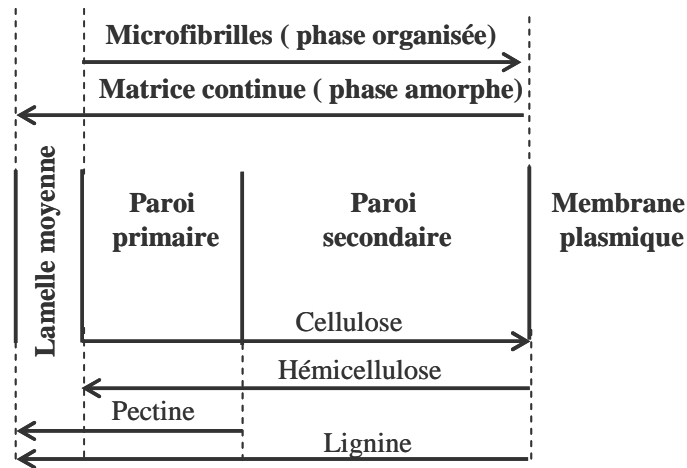 Microfibrilles ( phase organisée)
Matrice continue ( phase amorphe)
Lamelle moyenne
Paroi
primaire
Paroi
secondaire
Membrane
plasmique
Cellulose
Hémicellulose
Pectine
Lignine